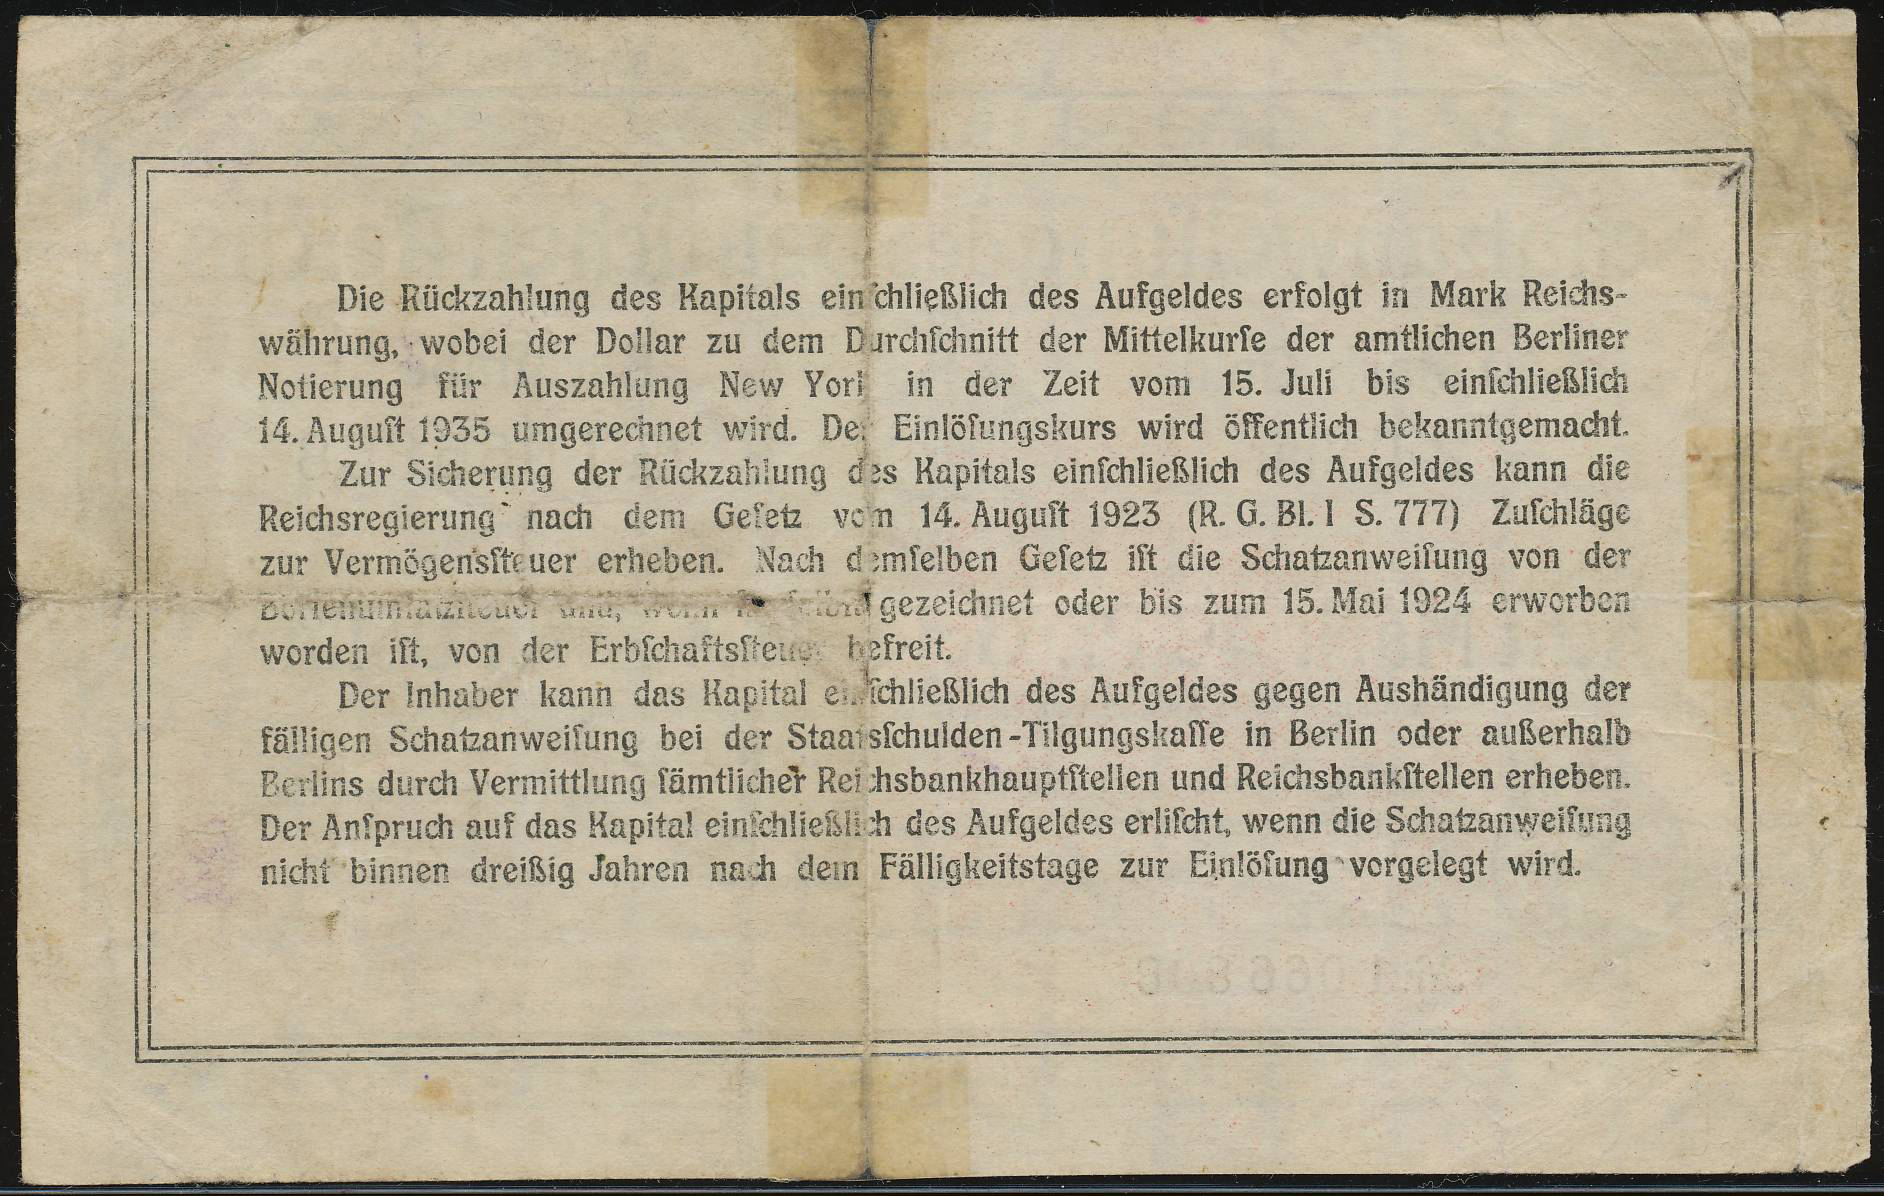 Die Rückzahlung des Kapitals einſchließlich des Aufgeldes erfolgt in Mark Reichs-
währung, wobei der Dollar zu dem Durchſchnitt der Mittelkurſe der amtlichen Berliner
Notierung für Auszahlung New York in der Zeit vom 15. Juli bis einſchließlich
14. Auguſt 1935 umgerechnet wird. Der Einlöſungskurs wird öffentlich bekanntgemacht.
Zur Sicherung der Rückzahlung des Kapitals einſchließlich des Aufgeldes kann die
Reichsregierung nach dem Geſetz vom 14. Auguſt 1923 (R. G. Bl. I S. 777) Zuſchläge
zur Vermögensſteuer erheben. Nach demſelben Geſetz iſt die Schatzanweiſung von der
Börſenumſatzſteuer und, wenn gezeichnet oder bis zum 15. Mai 1924 erworben
worden iſt, von der Erbſchaftsſteuer befreit.
Der Inhaber kann das Kapital einſchließlich des Aufgeldes gegen Aushändigung der
fälligen Schatzanweiſung bei der Staatsſchulden-Tilgungskaſſe in Berlin oder außerhalb
Berlins durch Vermittlung ſämtlicher Reichsbankhauptſtellen und Reichsbankſtellen erheben.
Der Anſpruch auf das Kapital einſchließlich des Aufgeldes erliſcht, wenn die Schatzanweiſung
nicht binnen dreißig Jahren nach dem Fälligkeitstage zur Einlöſung vorgelegt wird.